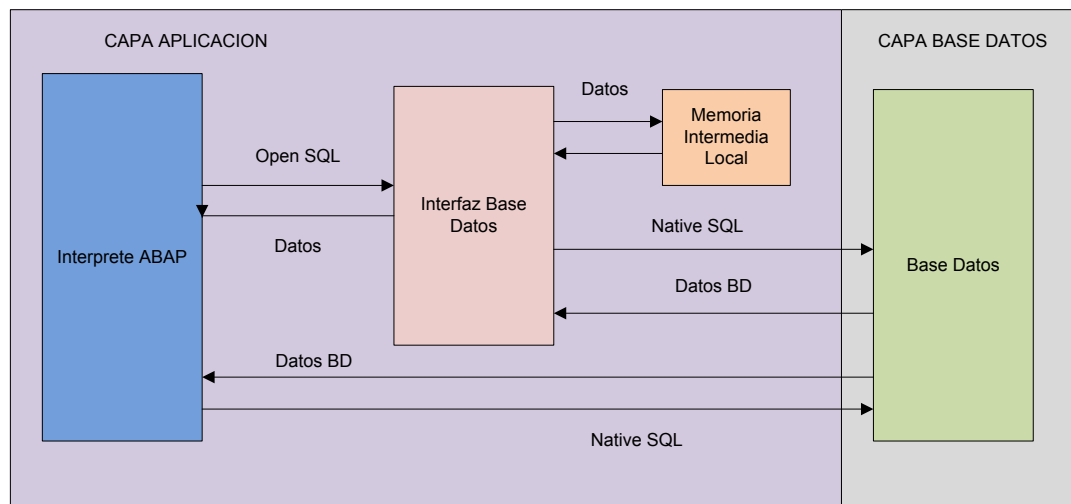 CAPA APLICACION
CAPA BASE DATOS
Datos
Memoria
Intermedia
Local
Open SQL
Interfaz Base
Datos
Native SQL
Datos
Interprete ABAP
Base Datos
Datos BD
Datos BD
Native SQL